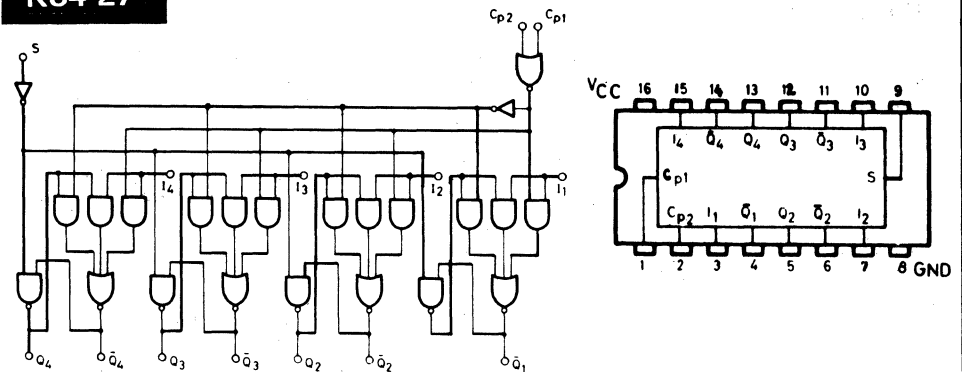 S
Cp2 Cp1
I4
I3
I2
I1
Q4
Q̄4
Q3
Q̄3
Q2
Q̄2
Q̄1
VCC 16 15 14 13 12 11 10 9
I4 Q̄4 Q4 Q3 Q̄3 I3
Cp1
S
Cp2 I1 Q̄1 Q2 Q̄2 I2
1 2 3 4 5 6 7 8 GND